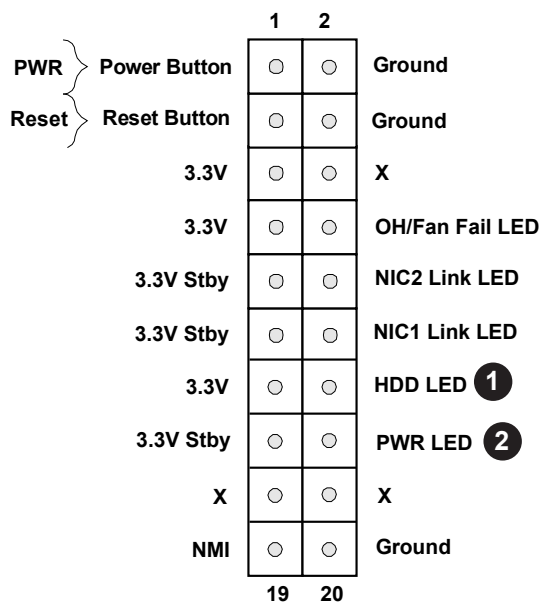 1 2
PWR Power Button Ground
Reset Reset Button Ground
3.3V X
3.3V OH/Fan Fail LED
3.3V Stby NIC2 Link LED
3.3V Stby NIC1 Link LED
3.3V HDD LED 1
3.3V Stby PWR LED 2
X X
NMI Ground
19 20